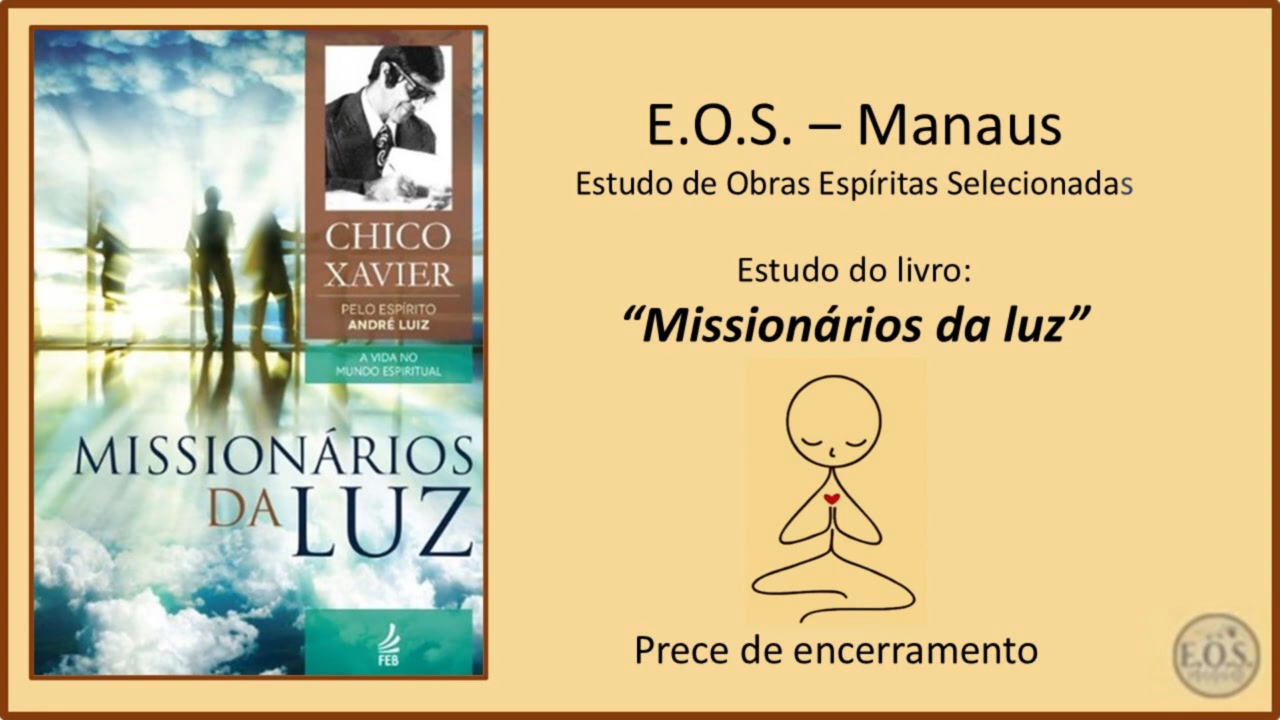 CHICO
XAVIER
PELO ESPÍRITO
ANDRÉ LUIZ
A VIDA NO
MUNDO ESPIRITUAL
MISSIONÁRIOS
DA LUZ
FEB
E.O.S. – Manaus
Estudo de Obras Espíritas Selecionadas
Estudo do livro:
“Missionários da luz”
Prece de encerramento
E.O.S.